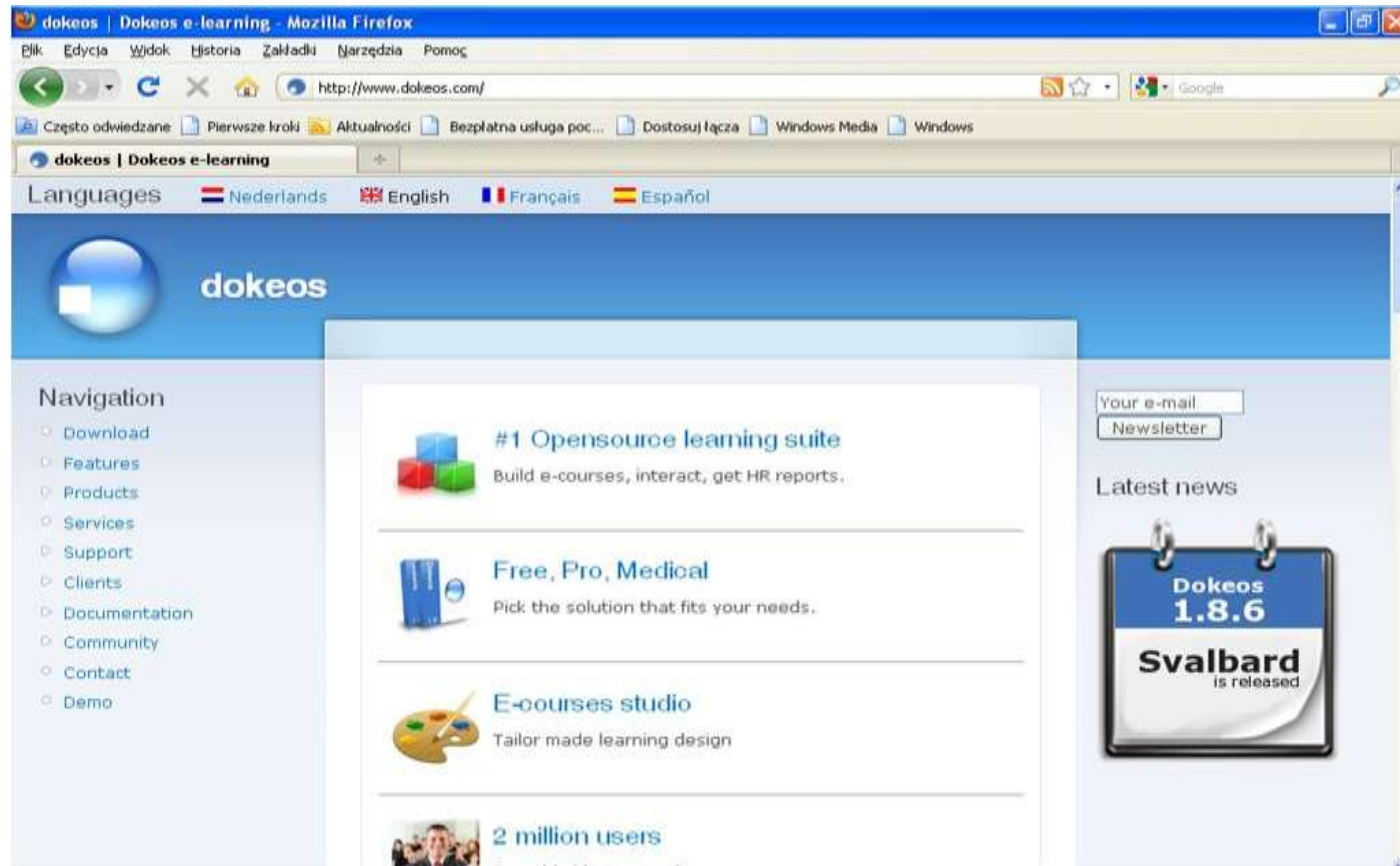 dokeos | Dokeos e-learning - Mozilla Firefox
Plik Edycja Widok Historia Zakładki Narzędzia Pomoc
http://www.dokeos.com/ Google
Często odwiedzane Pierwsze kroki Aktualności Bezpłatna usługa poc... Dostosuj łącza Windows Media Windows
dokeos | Dokeos e-learning
Languages Nederlands English Français Español
dokeos
Navigation
Download
Features
Products
Services
Support
Clients
Documentation
Community
Contact
Demo
#1 Opensource learning suite
Build e-courses, interact, get HR reports.
Free, Pro, Medical
Pick the solution that fits your needs.
E-courses studio
Tailor made learning design
2 million users
Your e-mail
Newsletter
Latest news
Dokeos
1.8.6
Svalbard
is released